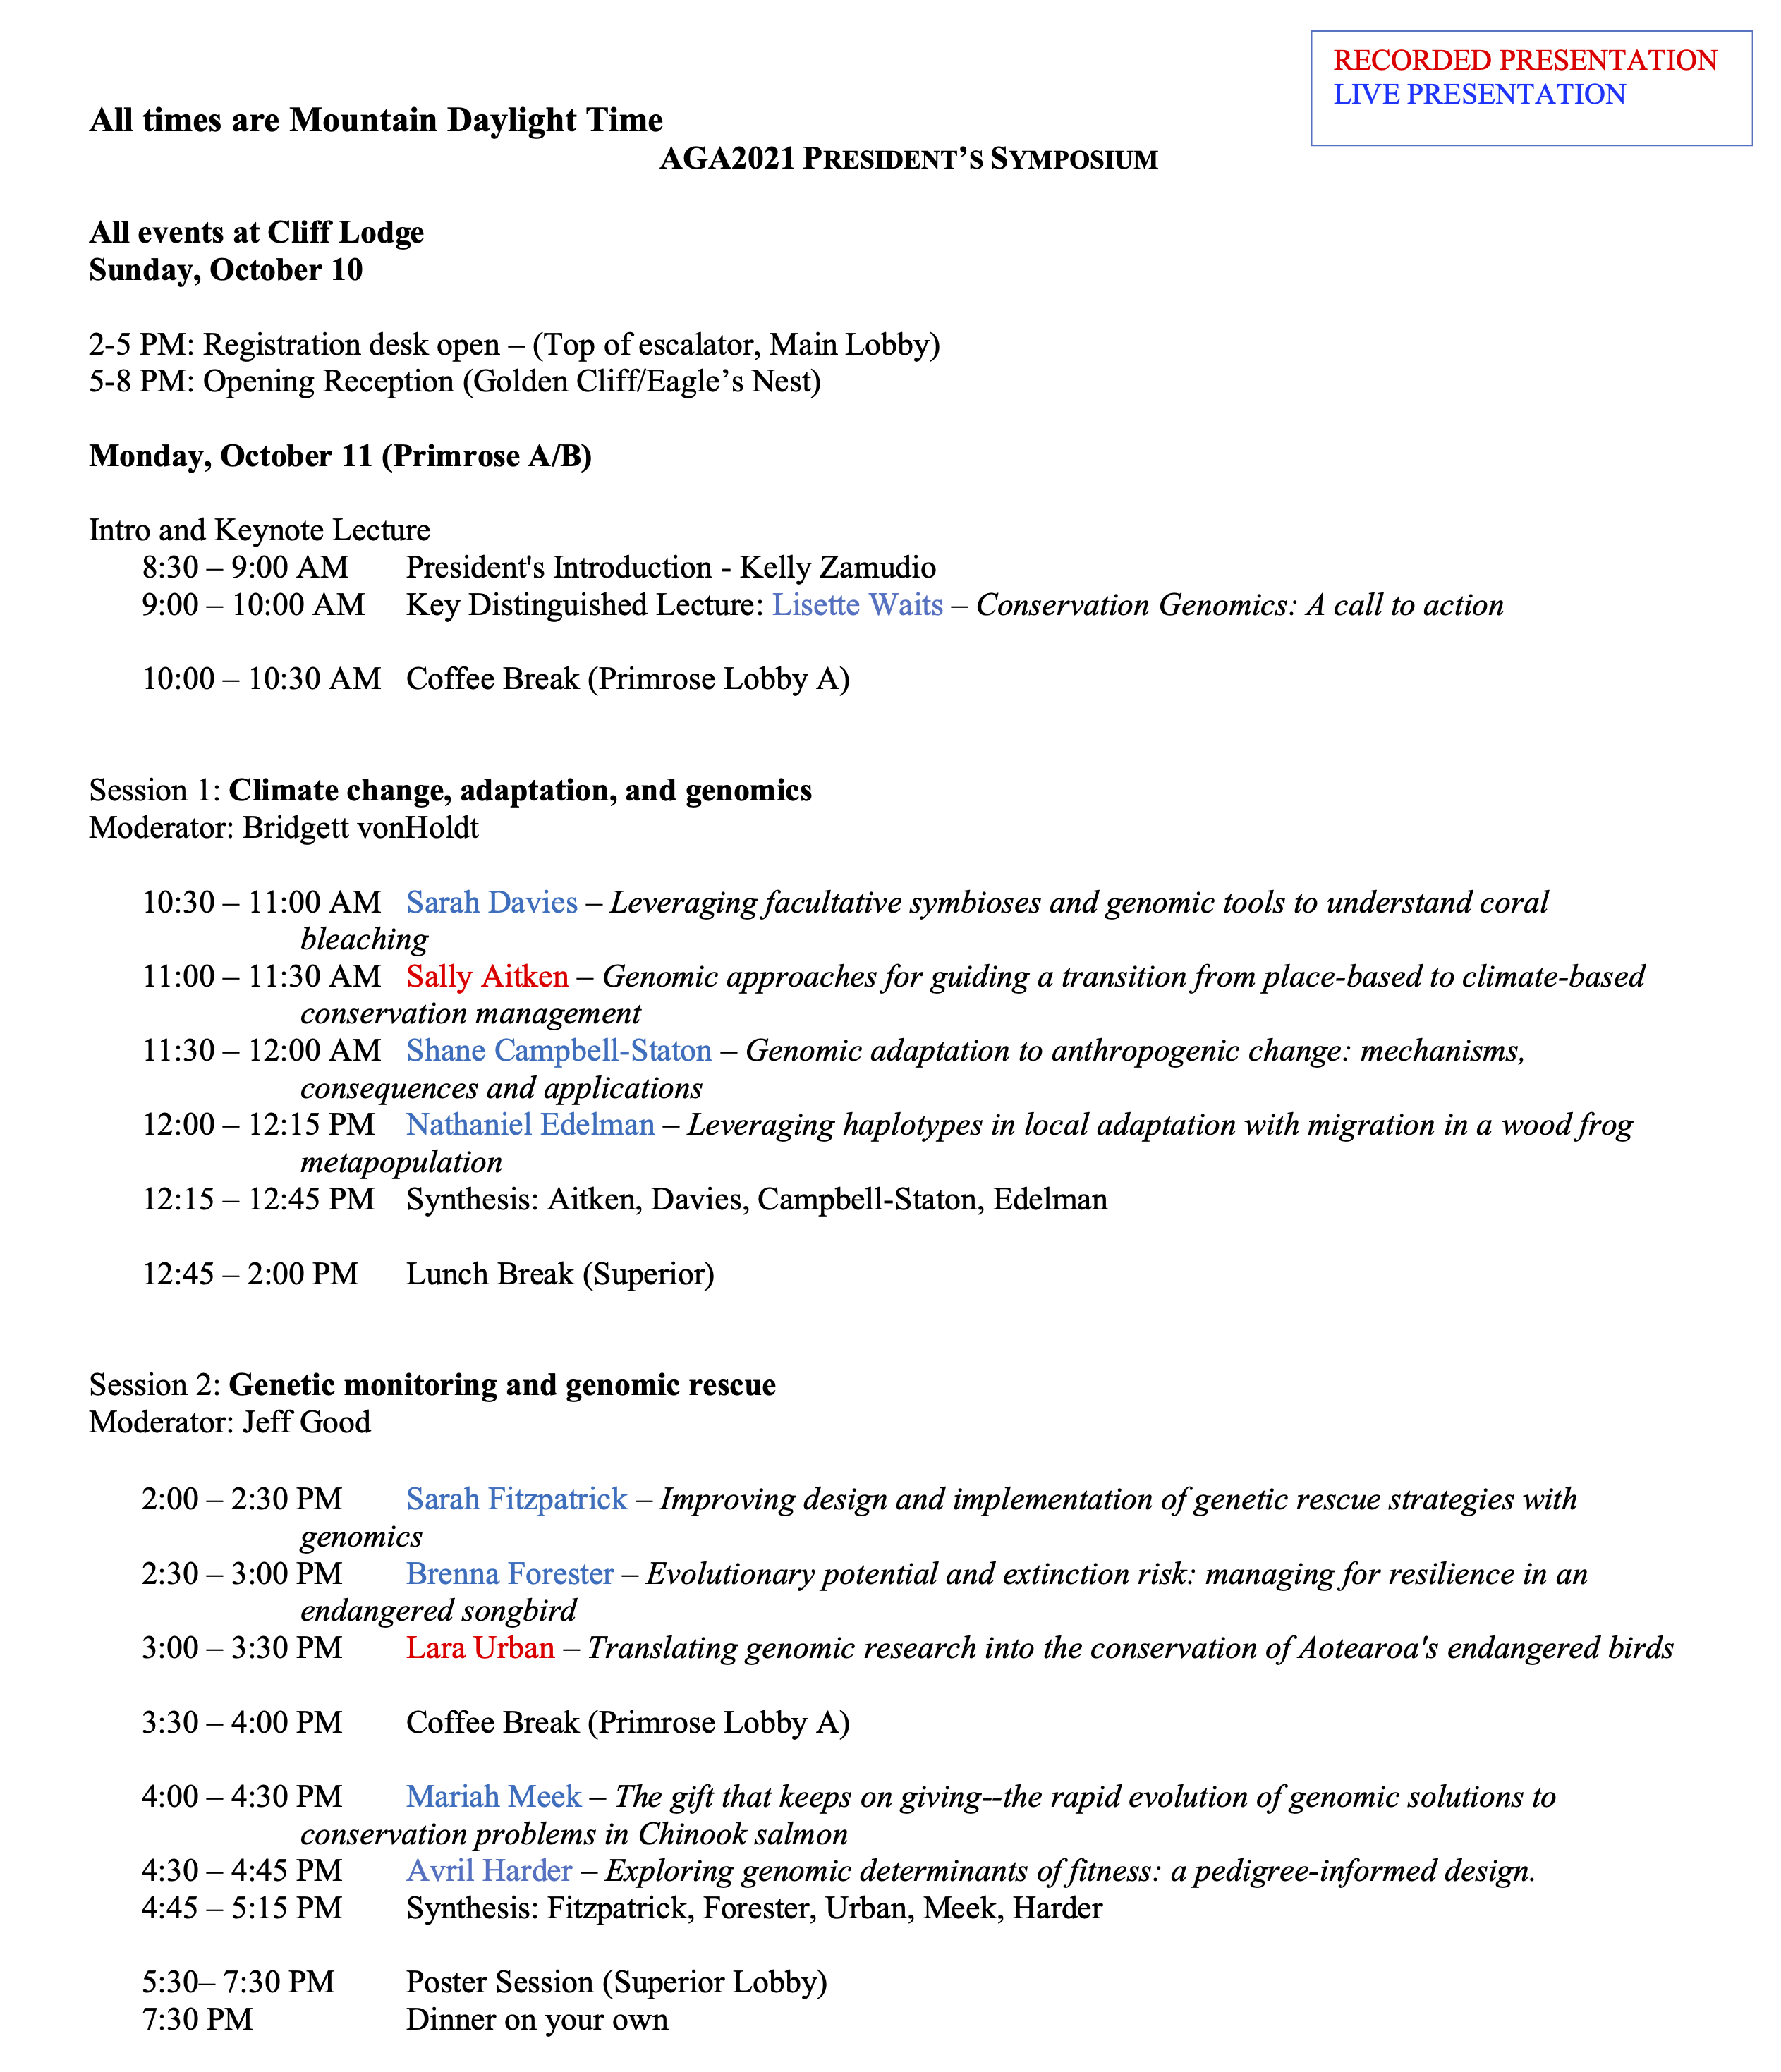 RECORDED PRESENTATION
LIVE PRESENTATION
All times are Mountain Daylight Time
AGA2021 PRESIDENT’S SYMPOSIUM
All events at Cliff Lodge
Sunday, October 10
2-5 PM: Registration desk open – (Top of escalator, Main Lobby)
5-8 PM: Opening Reception (Golden Cliff/Eagle’s Nest)
Monday, October 11 (Primrose A/B)
Intro and Keynote Lecture
8:30 – 9:00 AM President's Introduction - Kelly Zamudio
9:00 – 10:00 AM Key Distinguished Lecture: Lisette Waits – Conservation Genomics: A call to action
10:00 – 10:30 AM Coffee Break (Primrose Lobby A)
Session 1: Climate change, adaptation, and genomics
Moderator: Bridgett vonHoldt
10:30 – 11:00 AM Sarah Davies – Leveraging facultative symbioses and genomic tools to understand coral
bleaching
11:00 – 11:30 AM Sally Aitken – Genomic approaches for guiding a transition from place-based to climate-based
conservation management
11:30 – 12:00 AM Shane Campbell-Staton – Genomic adaptation to anthropogenic change: mechanisms,
consequences and applications
12:00 – 12:15 PM Nathaniel Edelman – Leveraging haplotypes in local adaptation with migration in a wood frog
metapopulation
12:15 – 12:45 PM Synthesis: Aitken, Davies, Campbell-Staton, Edelman
12:45 – 2:00 PM Lunch Break (Superior)
Session 2: Genetic monitoring and genomic rescue
Moderator: Jeff Good
2:00 – 2:30 PM Sarah Fitzpatrick – Improving design and implementation of genetic rescue strategies with
genomics
2:30 – 3:00 PM Brenna Forester – Evolutionary potential and extinction risk: managing for resilience in an
endangered songbird
3:00 – 3:30 PM Lara Urban – Translating genomic research into the conservation of Aotearoa's endangered birds
3:30 – 4:00 PM Coffee Break (Primrose Lobby A)
4:00 – 4:30 PM Mariah Meek – The gift that keeps on giving--the rapid evolution of genomic solutions to
conservation problems in Chinook salmon
4:30 – 4:45 PM Avril Harder – Exploring genomic determinants of fitness: a pedigree-informed design.
4:45 – 5:15 PM Synthesis: Fitzpatrick, Forester, Urban, Meek, Harder
5:30– 7:30 PM Poster Session (Superior Lobby)
7:30 PM Dinner on your own